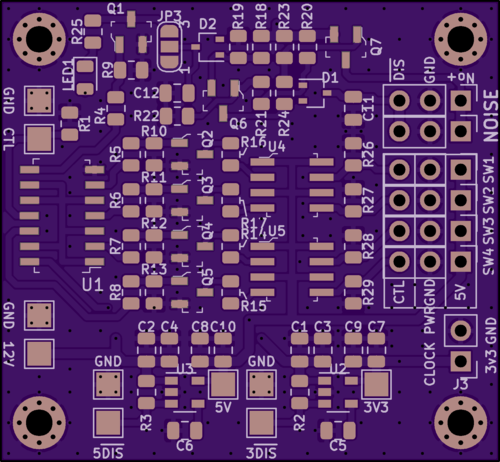 Q1
JP3
D2
R19
R18
R23
R20
R25
Q7
D/S
GND
+ON
LED1
R9
1
D1
GND
C12
C11
NOISE
R4
R22
Q6
R21
R24
R1
CTL
R10
Q2
R16
U4
R5
R26
SW1
R11
Q3
R6
R27
SW2
R12
R17
R14
U5
Q4
SW3
R7
R28
R13
Q5
SW4
U1
R8
R15
R29
CTL
GND
5V
GND
C2
C4
C8
C10
C1
C3
C9
C7
CLOCK PWR
3V3 GND
12V
GND
U3
GND
U2
J3
R3
5V
R2
3V3
C6
C5
5DIS
3DIS